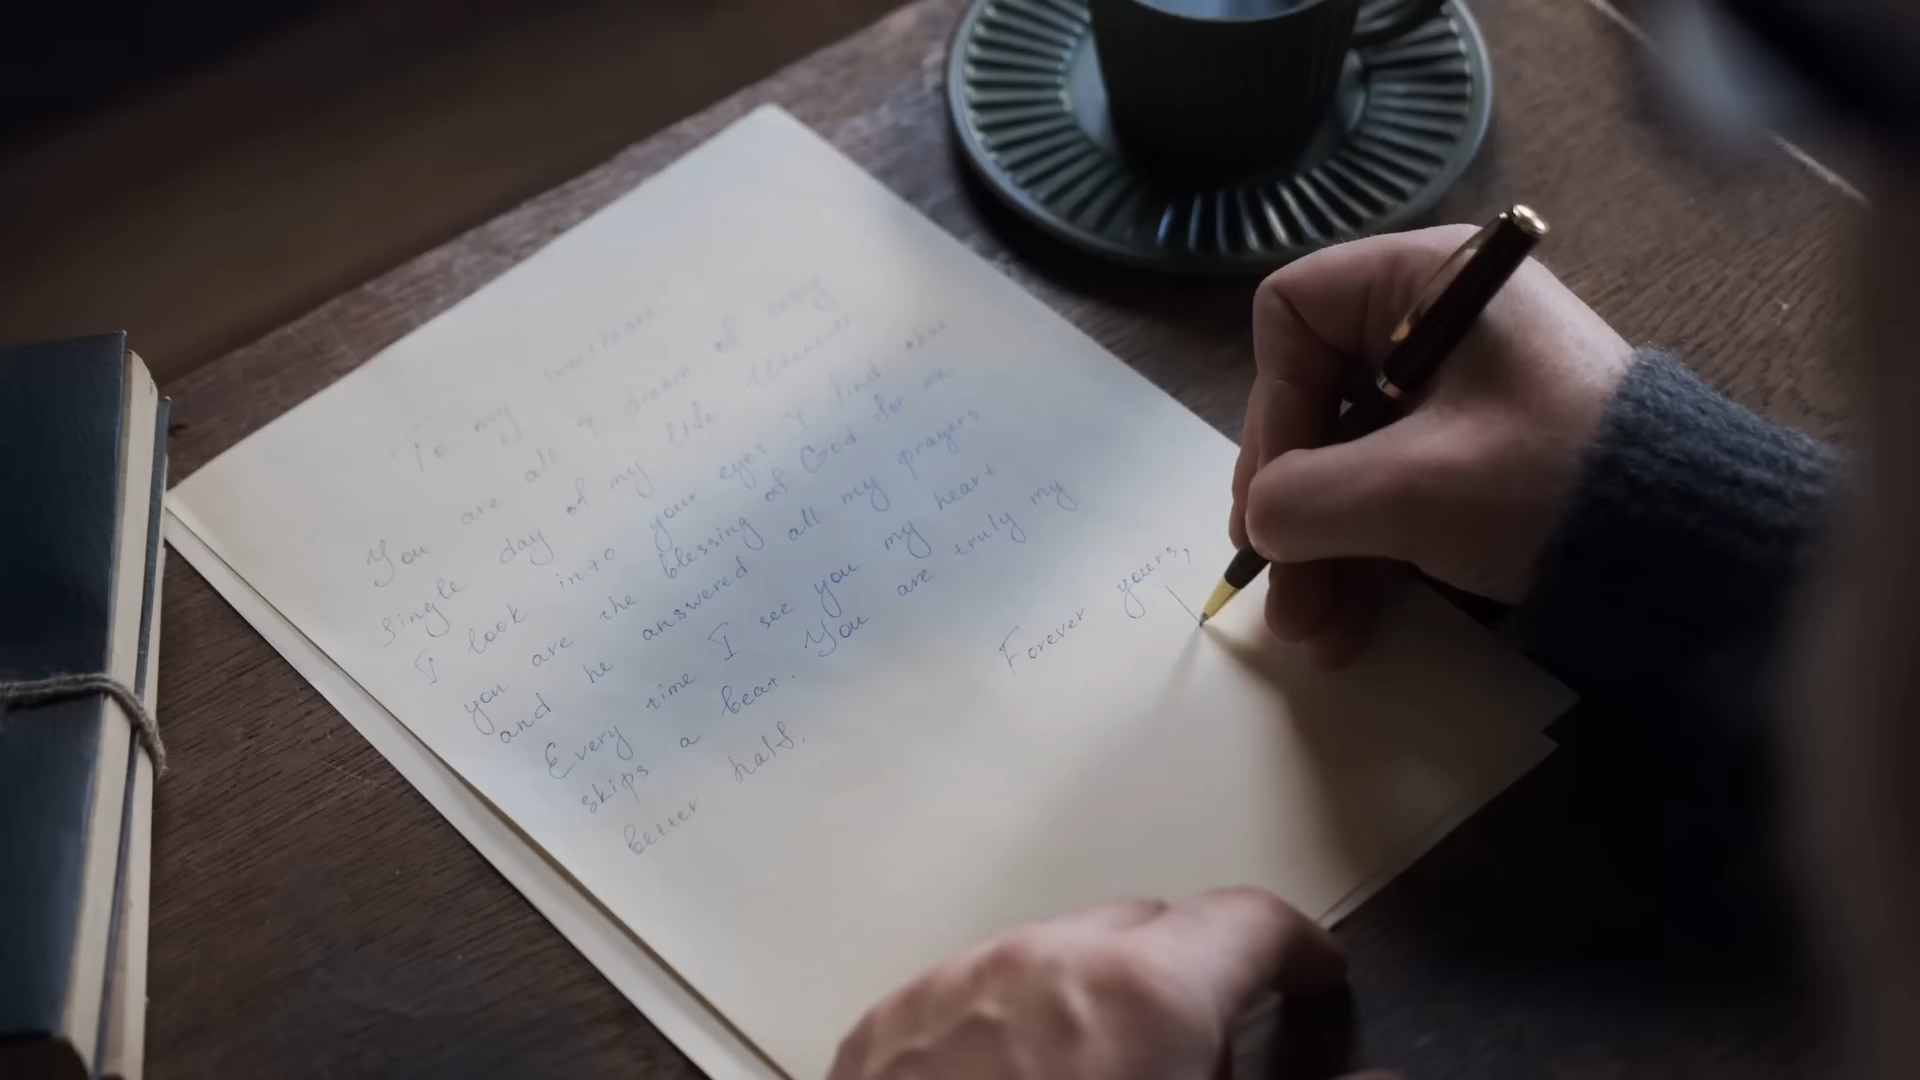 To my sweetheart
You are all I dream of every
single day of my life. Whenever
I look into your eyes I find that
you are the blessing of God for me
and he answered all my prayers
Every time I see you my heart
skips a beat. You are truly my
better half.
Forever yours,